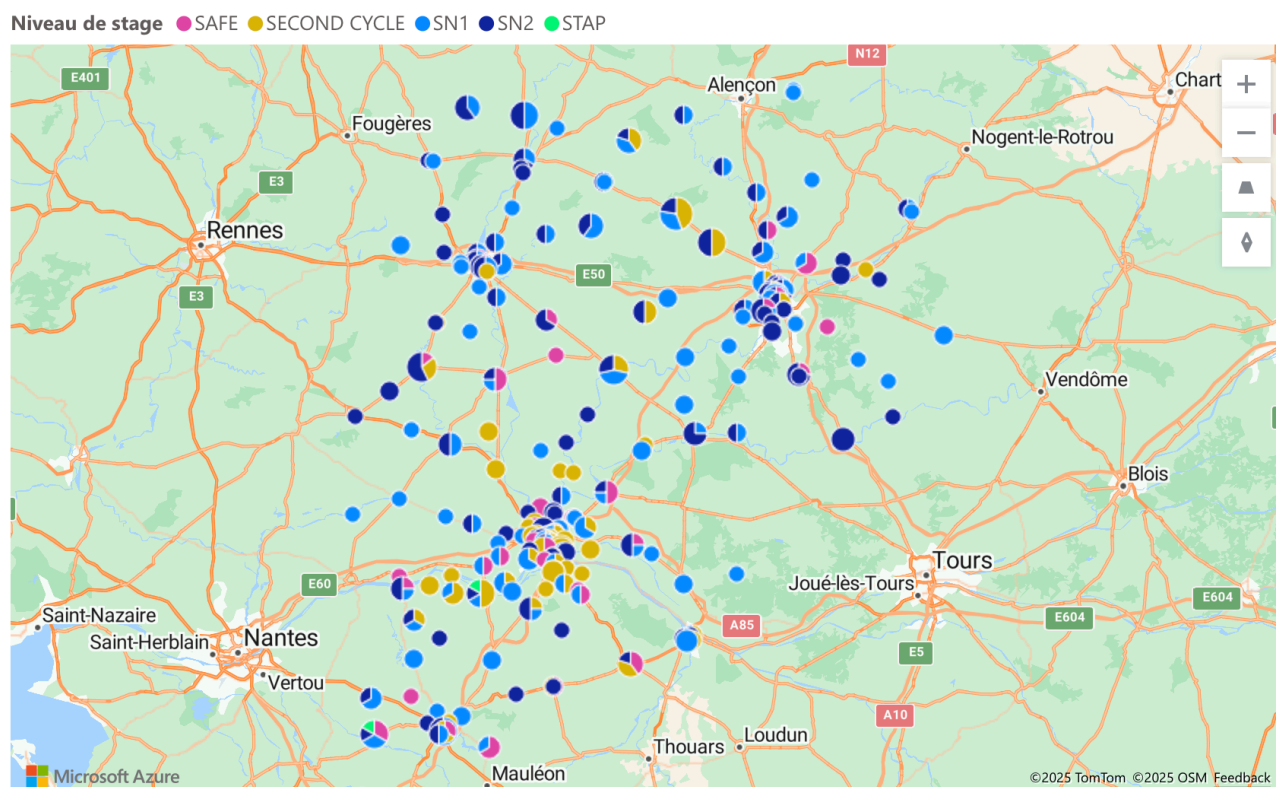 Niveau de stage SAFE SECOND CYCLE SN1 SN2 STAP
N12
E401
Alençon
Chart
Fougères
Nogent-le-Rotrou
E3
Rennes
E50
E3
Vendôme
Blois
Tours
E60
Joué-lès-Tours
E604
Saint-Nazaire
E604
A85
Nantes
Saint-Herblain
E5
Vertou
A10
Loudun
Thouars
Mauléon
Microsoft Azure
©2025 TomTom ©2025 OSM Feedback